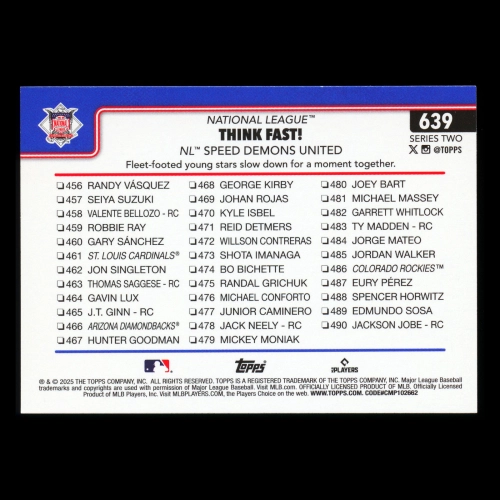 NATIONAL LEAGUE™
THINK FAST!
NL™ SPEED DEMONS UNITED
Fleet-footed young stars slow down for a moment together.
639
SERIES TWO
X @TOPPS
456 RANDY VÁSQUEZ
457 SEIYA SUZUKI
458 VALENTE BELLOZO - RC
459 ROBBIE RAY
460 GARY SÁNCHEZ
461 ST. LOUIS CARDINALS®
462 JON SINGLETON
463 THOMAS SAGGESE - RC
464 GAVIN LUX
465 J.T. GINN - RC
466 ARIZONA DIAMONDBACKS®
467 HUNTER GOODMAN
468 GEORGE KIRBY
469 JOHAN ROJAS
470 KYLE ISBEL
471 REID DETMERS
472 WILLSON CONTRERAS
473 SHOTA IMANAGA
474 BO BICHETTE
475 RANDAL GRICHUK
476 MICHAEL CONFORTO
477 JUNIOR CAMINERO
478 JACK NEELY - RC
479 MICKEY MONIAK
480 JOEY BART
481 MICHAEL MASSEY
482 GARRETT WHITLOCK
483 TY MADDEN - RC
484 JORGE MATEO
485 JORDAN WALKER
486 COLORADO ROCKIES™
487 EURY PÉREZ
488 SPENCER HORWITZ
489 EDMUNDO SOSA
490 JACKSON JOBE - RC
Topps
PLAYERS
® & © 2025 THE TOPPS COMPANY, INC. ALL RIGHTS RESERVED. TOPPS IS A REGISTERED TRADEMARK OF THE TOPPS COMPANY, INC. Major League Baseball
trademarks and copyrights are used with permission of Major League Baseball. Visit MLB.com. Officially Licensed Product of MLB Players, Inc. Visit MLBPLAYERS.com, the Players Choice on the web. WWW.TOPPS.COM. CODE#CMP102662